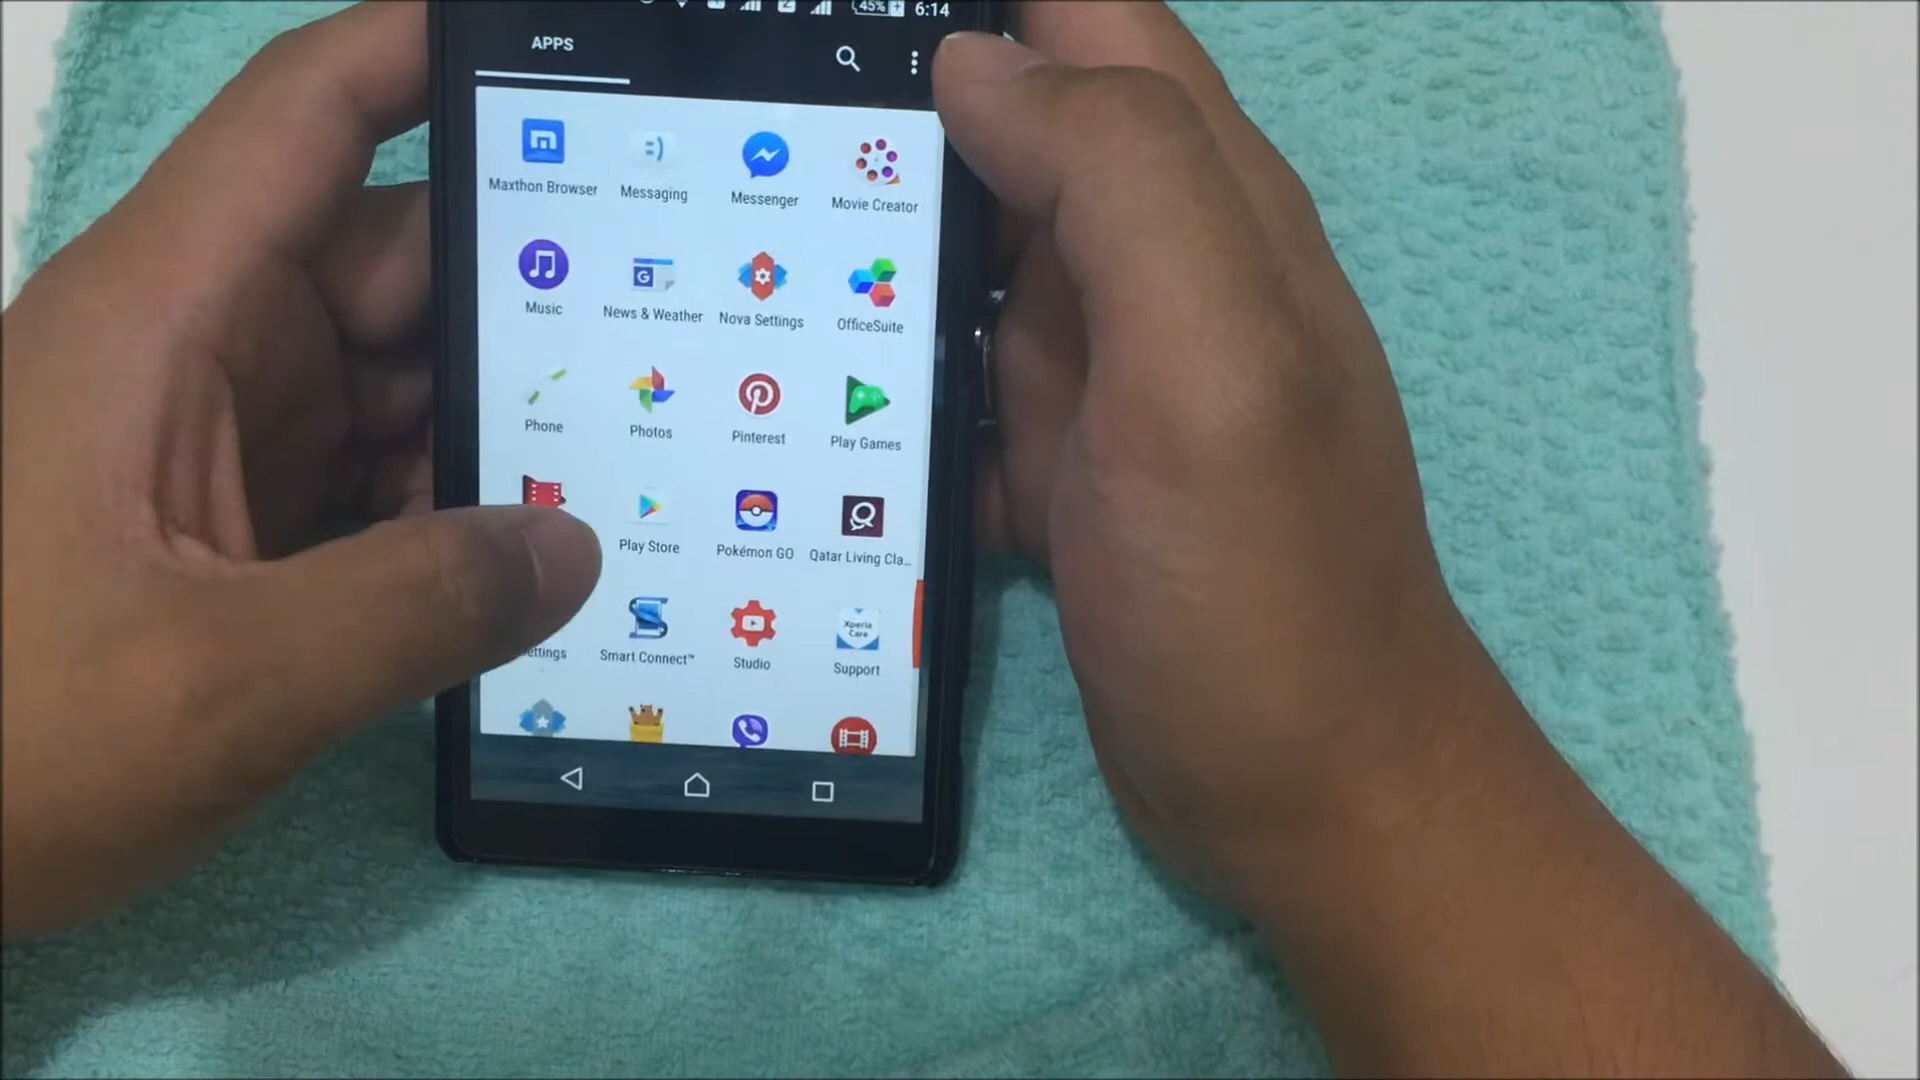 45% 6:14
APPS
Maxthon Browser Messaging Messenger Movie Creator
Music News & Weather Nova Settings OfficeSuite
Phone Photos Pinterest Play Games
Play Store Pokémon GO Qatar Living Cla...
ettings Smart Connect™ Studio Xperia Care Support